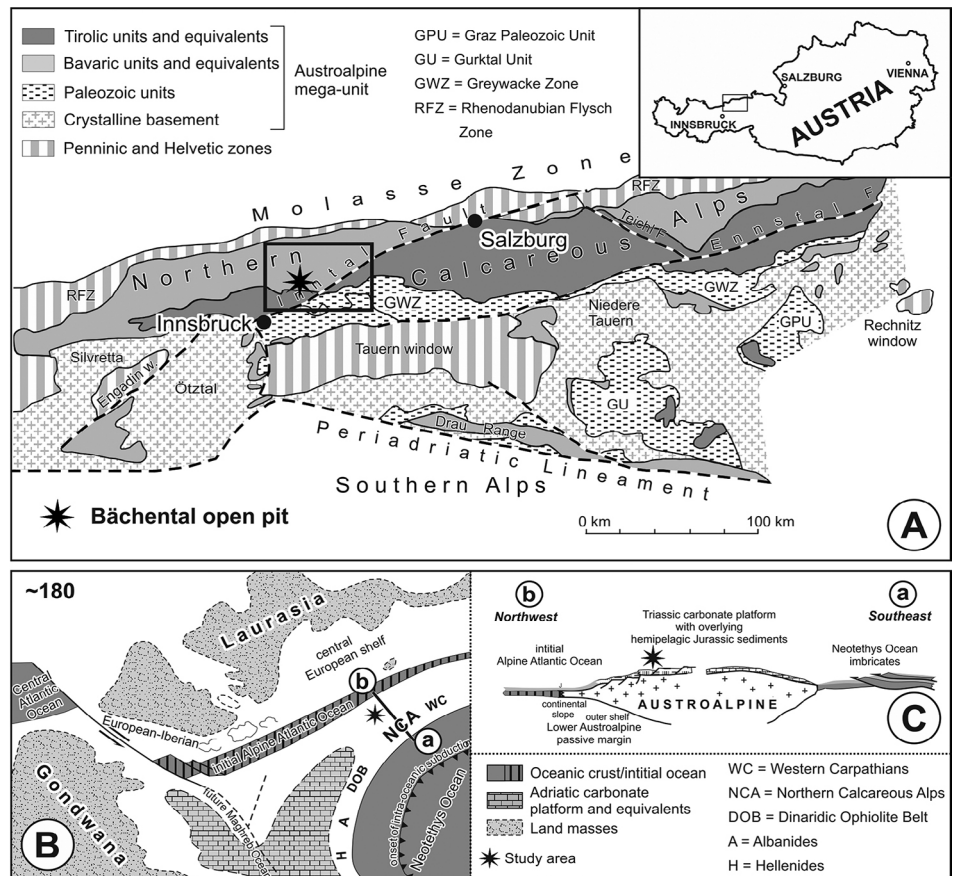 Tirolic units and equivalents
Bavaric units and equivalents
Paleozoic units
Crystalline basement
Penninic and Helvetic zones
Austroalpine
mega-unit
GPU = Graz Paleozoic Unit
GU = Gurktal Unit
GWZ = Greywacke Zone
RFZ = Rhenodanubian Flysch
Zone
SALZBURG
VIENNA
INNSBRUCK
AUSTRIA
Molasse Zone
RFZ
Northern Calcareous Alps
Inntal Fault
Teichl F
Ennstal F
Salzburg
RFZ
Innsbruck
GWZ
GWZ
Niedere
Tauern
GPU
Rechnitz
window
Silvretta
Engadin w.
Ötztal
Tauern window
GU
Drau Range
Periadriatic Lineament
Southern Alps
Bächental open pit
0 km
100 km
A
~180
Laurasia
central
European shelf
Central
Atlantic
Ocean
European-Iberian
Initial Alpine Atlantic Ocean
b
NCA
WC
a
DOB
A
H
future Maghreb Ocean
onset of intra-oceanic subductio
Neotethys Ocean
Gondwana
B
b
Northwest
a
Southeast
Triassic carbonate platform
with overlying
hemipelagic Jurassic sediments
intitial
Alpine Atlantic Ocean
Neotethys Ocean
imbricates
AUSTROALPINE
continental
slope
outer shelf
Lower Austroalpine
passive margin
C
Oceanic crust/intitial ocean
Adriatic carbonate
platform and equivalents
Land masses
Study area
WC = Western Carpathians
NCA = Northern Calcareous Alps
DOB = Dinaridic Ophiolite Belt
A = Albanides
H = Hellenides